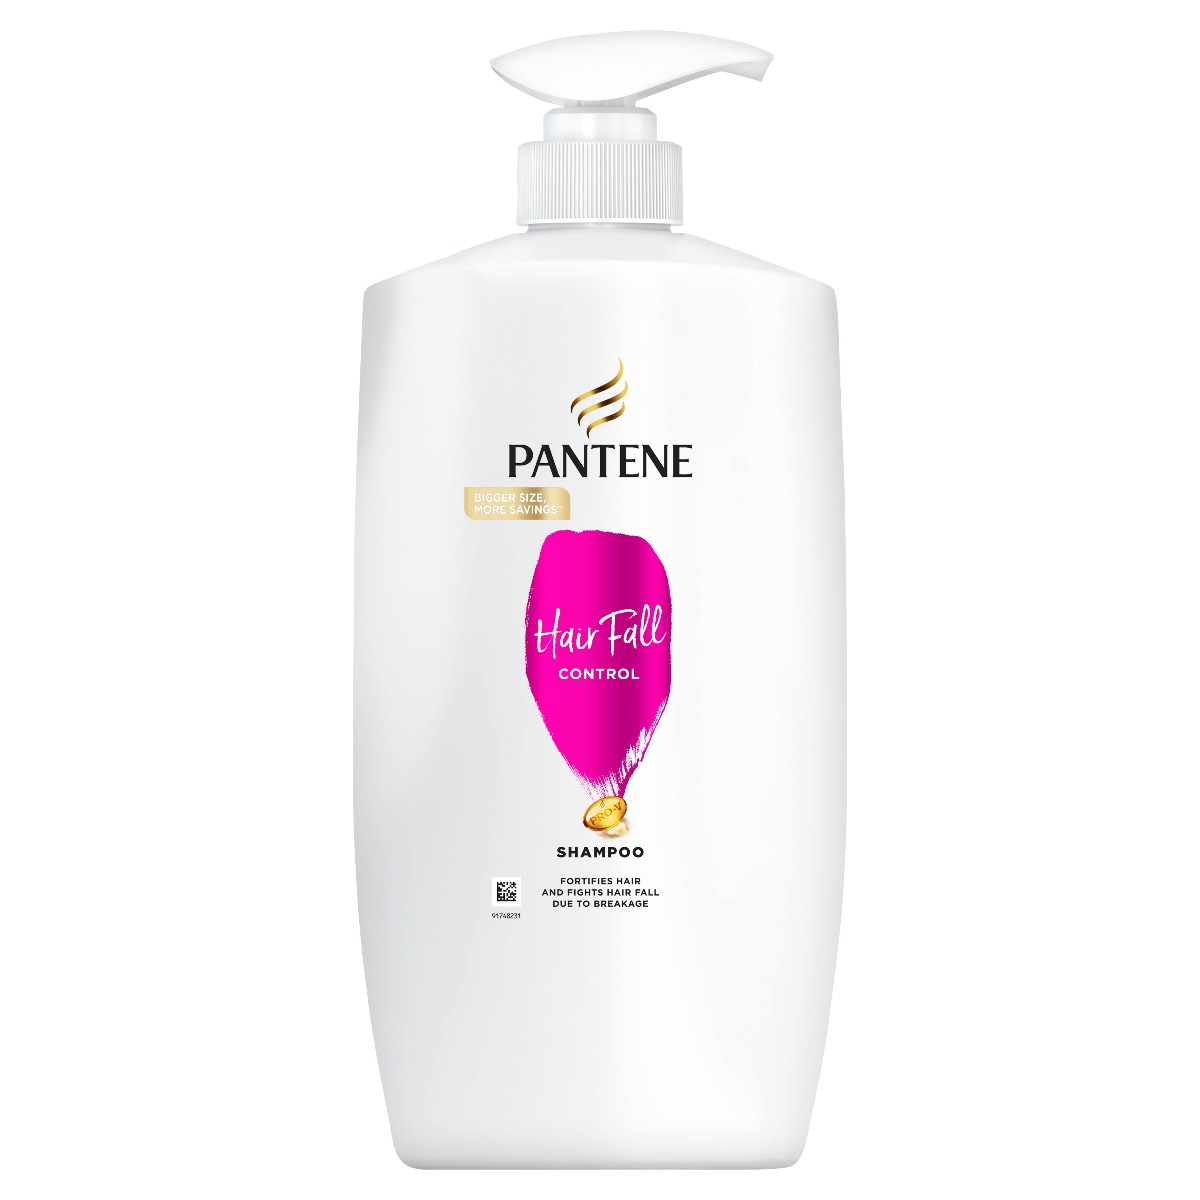 PANTENE
BIGGER SIZE,
MORE SAVINGS
Hair Fall
CONTROL
PRO-V
SHAMPOO
FORTIFIES HAIR
AND FIGHTS HAIR FALL
DUE TO BREAKAGE
91748231